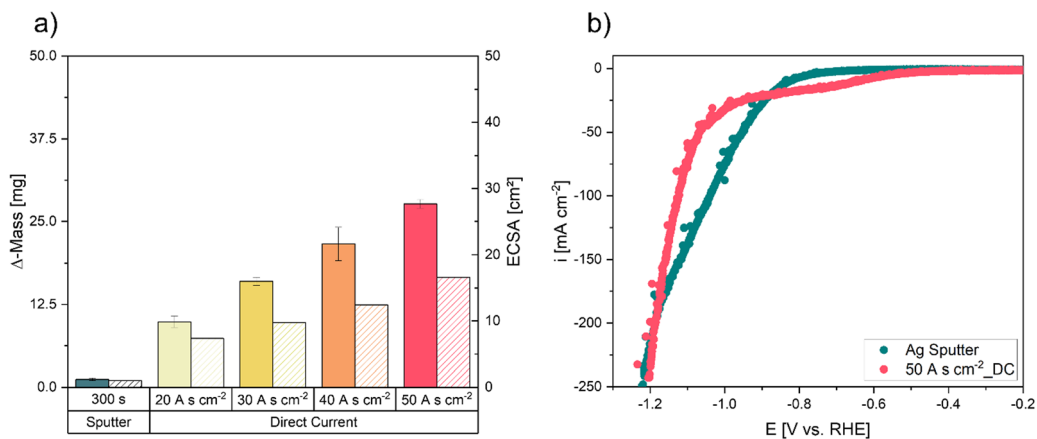 a)
50.0
37.5
25.0
12.5
0.0
Δ-Mass [mg]
50
40
30
20
10
0
ECSA [cm²]
300 s
20 A s cm⁻²
30 A s cm⁻²
40 A s cm⁻²
50 A s cm⁻²
Sputter
Direct Current
b)
0
-50
-100
-150
-200
-250
i [mA cm⁻²]
Ag Sputter
50 A s cm⁻²_DC
-1.2
-1.0
-0.8
-0.6
-0.4
-0.2
E [V vs. RHE]